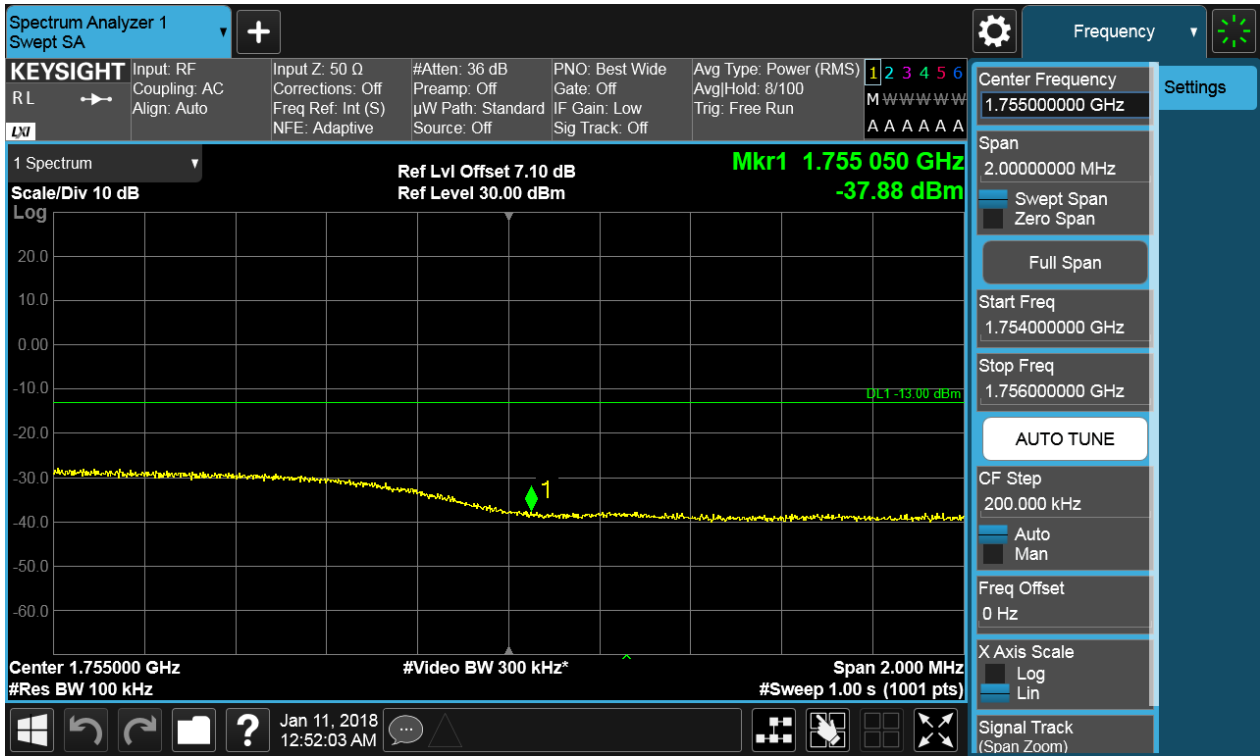 Spectrum Analyzer 1
Swept SA
+
Frequency
KEYSIGHT
RL
LXI
Input: RF
Coupling: AC
Align: Auto
Input Z: 50 Ω
Corrections: Off
Freq Ref: Int (S)
NFE: Adaptive
#Atten: 36 dB
Preamp: Off
µW Path: Standard
Source: Off
PNO: Best Wide
Gate: Off
IF Gain: Low
Sig Track: Off
Avg Type: Power (RMS)
Avg|Hold: 8/100
Trig: Free Run
1 2 3 4 5 6
M W W W W W
A A A A A A
1 Spectrum
Scale/Div 10 dB
Log
Ref Lvl Offset 7.10 dB
Ref Level 30.00 dBm
Mkr1 1.755 050 GHz
-37.88 dBm
20.0
10.0
0.00
-10.0
DL1 -13.00 dBm
-20.0
-30.0
1
-40.0
-50.0
-60.0
Center 1.755000 GHz
#Video BW 300 kHz*
Span 2.000 MHz
#Res BW 100 kHz
#Sweep 1.00 s (1001 pts)
?
Jan 11, 2018
12:52:03 AM
Center Frequency
1.755000000 GHz
Span
2.00000000 MHz
Swept Span
Zero Span
Full Span
Start Freq
1.754000000 GHz
Stop Freq
1.756000000 GHz
AUTO TUNE
CF Step
200.000 kHz
Auto
Man
Freq Offset
0 Hz
X Axis Scale
Log
Lin
Signal Track
(Span Zoom)
Settings